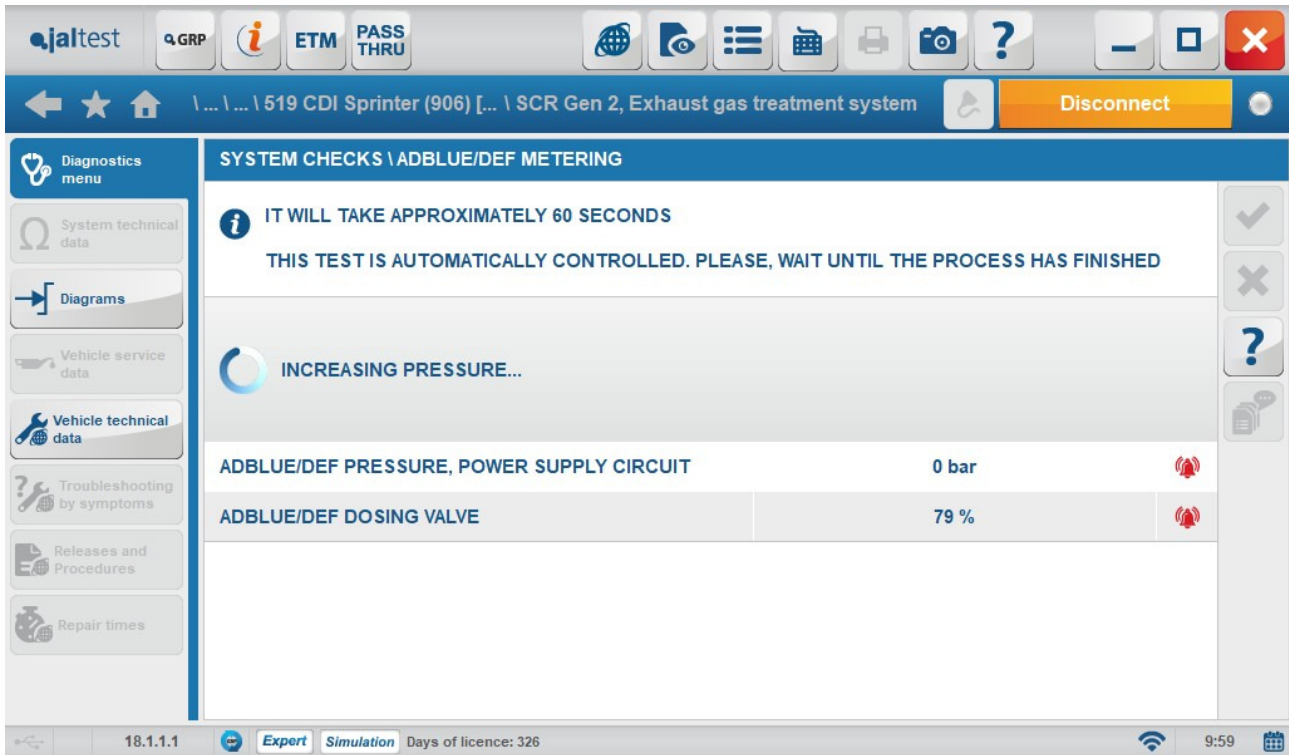 jaltest
GRP
i
ETM
PASS
THRU
?
\ ... \ ... \ 519 CDI Sprinter (906) [... \ SCR Gen 2, Exhaust gas treatment system
Disconnect
Diagnostics
menu
SYSTEM CHECKS \ ADBLUE/DEF METERING
System technical
data
i
IT WILL TAKE APPROXIMATELY 60 SECONDS
THIS TEST IS AUTOMATICALLY CONTROLLED. PLEASE, WAIT UNTIL THE PROCESS HAS FINISHED
Diagrams
Vehicle service
data
INCREASING PRESSURE...
?
Vehicle technical
data
ADBLUE/DEF PRESSURE, POWER SUPPLY CIRCUIT 0 bar
Troubleshooting
by symptoms
ADBLUE/DEF DOSING VALVE 79 %
Releases and
Procedures
Repair times
18.1.1.1 Expert Simulation Days of licence: 326 9:59